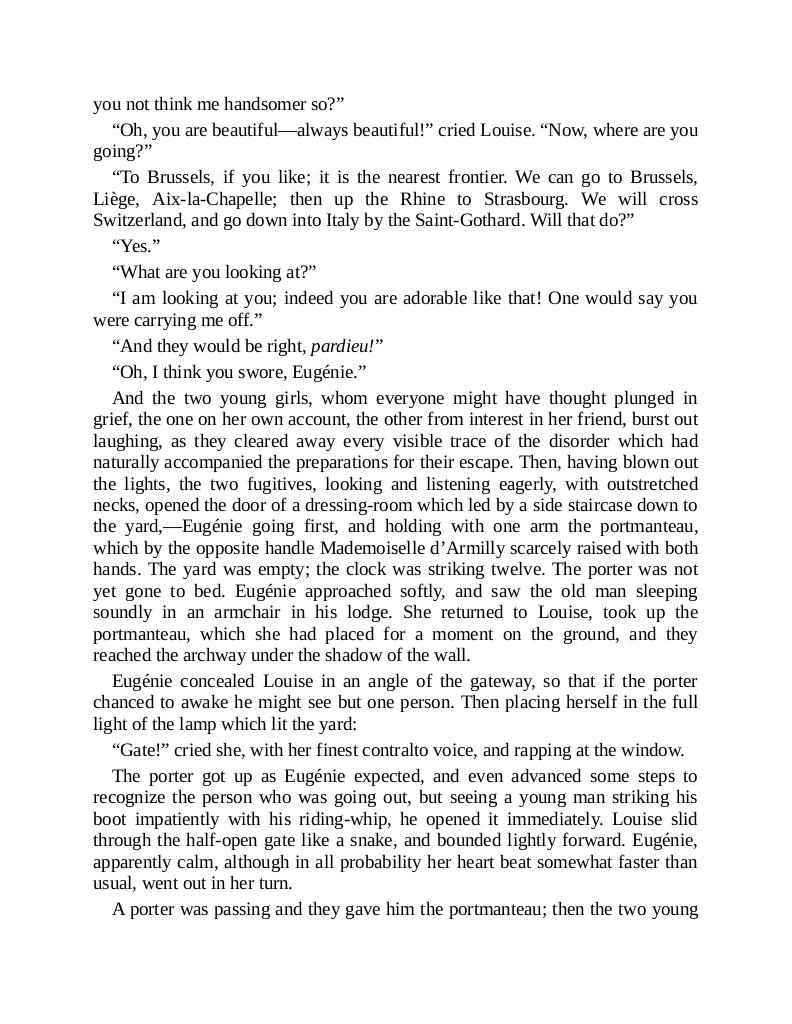 you not think me handsomer so?”
“Oh, you are beautiful—always beautiful!” cried Louise. “Now, where are you
going?”
“To Brussels, if you like; it is the nearest frontier. We can go to Brussels,
Liège, Aix-la-Chapelle; then up the Rhine to Strasbourg. We will cross
Switzerland, and go down into Italy by the Saint-Gothard. Will that do?”
“Yes.”
“What are you looking at?”
“I am looking at you; indeed you are adorable like that! One would say you
were carrying me off.”
“And they would be right, pardieu!”
“Oh, I think you swore, Eugénie.”
And the two young girls, whom everyone might have thought plunged in
grief, the one on her own account, the other from interest in her friend, burst out
laughing, as they cleared away every visible trace of the disorder which had
naturally accompanied the preparations for their escape. Then, having blown out
the lights, the two fugitives, looking and listening eagerly, with outstretched
necks, opened the door of a dressing-room which led by a side staircase down to
the yard,—Eugénie going first, and holding with one arm the portmanteau,
which by the opposite handle Mademoiselle d’Armilly scarcely raised with both
hands. The yard was empty; the clock was striking twelve. The porter was not
yet gone to bed. Eugénie approached softly, and saw the old man sleeping
soundly in an armchair in his lodge. She returned to Louise, took up the
portmanteau, which she had placed for a moment on the ground, and they
reached the archway under the shadow of the wall.
Eugénie concealed Louise in an angle of the gateway, so that if the porter
chanced to awake he might see but one person. Then placing herself in the full
light of the lamp which lit the yard:
“Gate!” cried she, with her finest contralto voice, and rapping at the window.
The porter got up as Eugénie expected, and even advanced some steps to
recognize the person who was going out, but seeing a young man striking his
boot impatiently with his riding-whip, he opened it immediately. Louise slid
through the half-open gate like a snake, and bounded lightly forward. Eugénie,
apparently calm, although in all probability her heart beat somewhat faster than
usual, went out in her turn.
A porter was passing and they gave him the portmanteau; then the two young